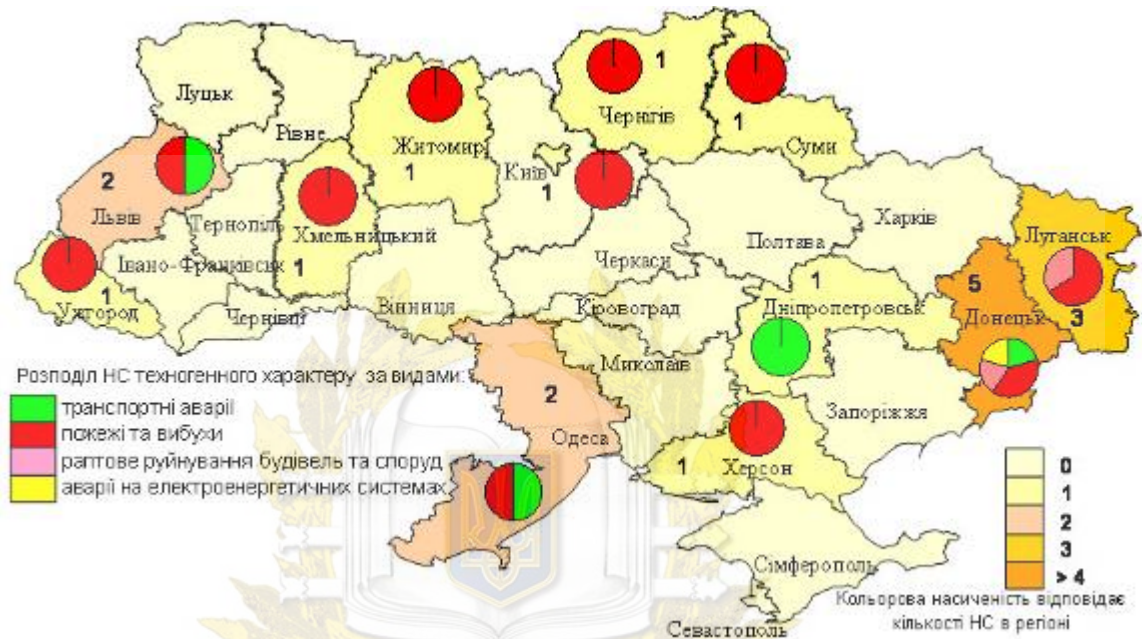 1
Чернігів
1
Суми
Луцьк
Рівне
Житомир
1
Київ
1
2
Львів
Тернопіль
Хмельницький
1
Івано-Франківськ
1
Ужгород
Чернівці
Вінниця
Черкаси
Кіровоград
Полтава
Харків
Луганськ
3
5
Донецьк
1
Дніпропетровськ
Миколаїв
Запоріжжя
2
Одеса
1
Херсон
Сімферополь
Севастополь
Розподіл НС техногенного характеру за видами:
транспортні аварії
пожежі та вибухи
раптове руйнування будівель та споруд
аварії на електроенергетичних системах
0
1
2
3
> 4
Кольорова насиченість відповідає
кількості НС в регіоні